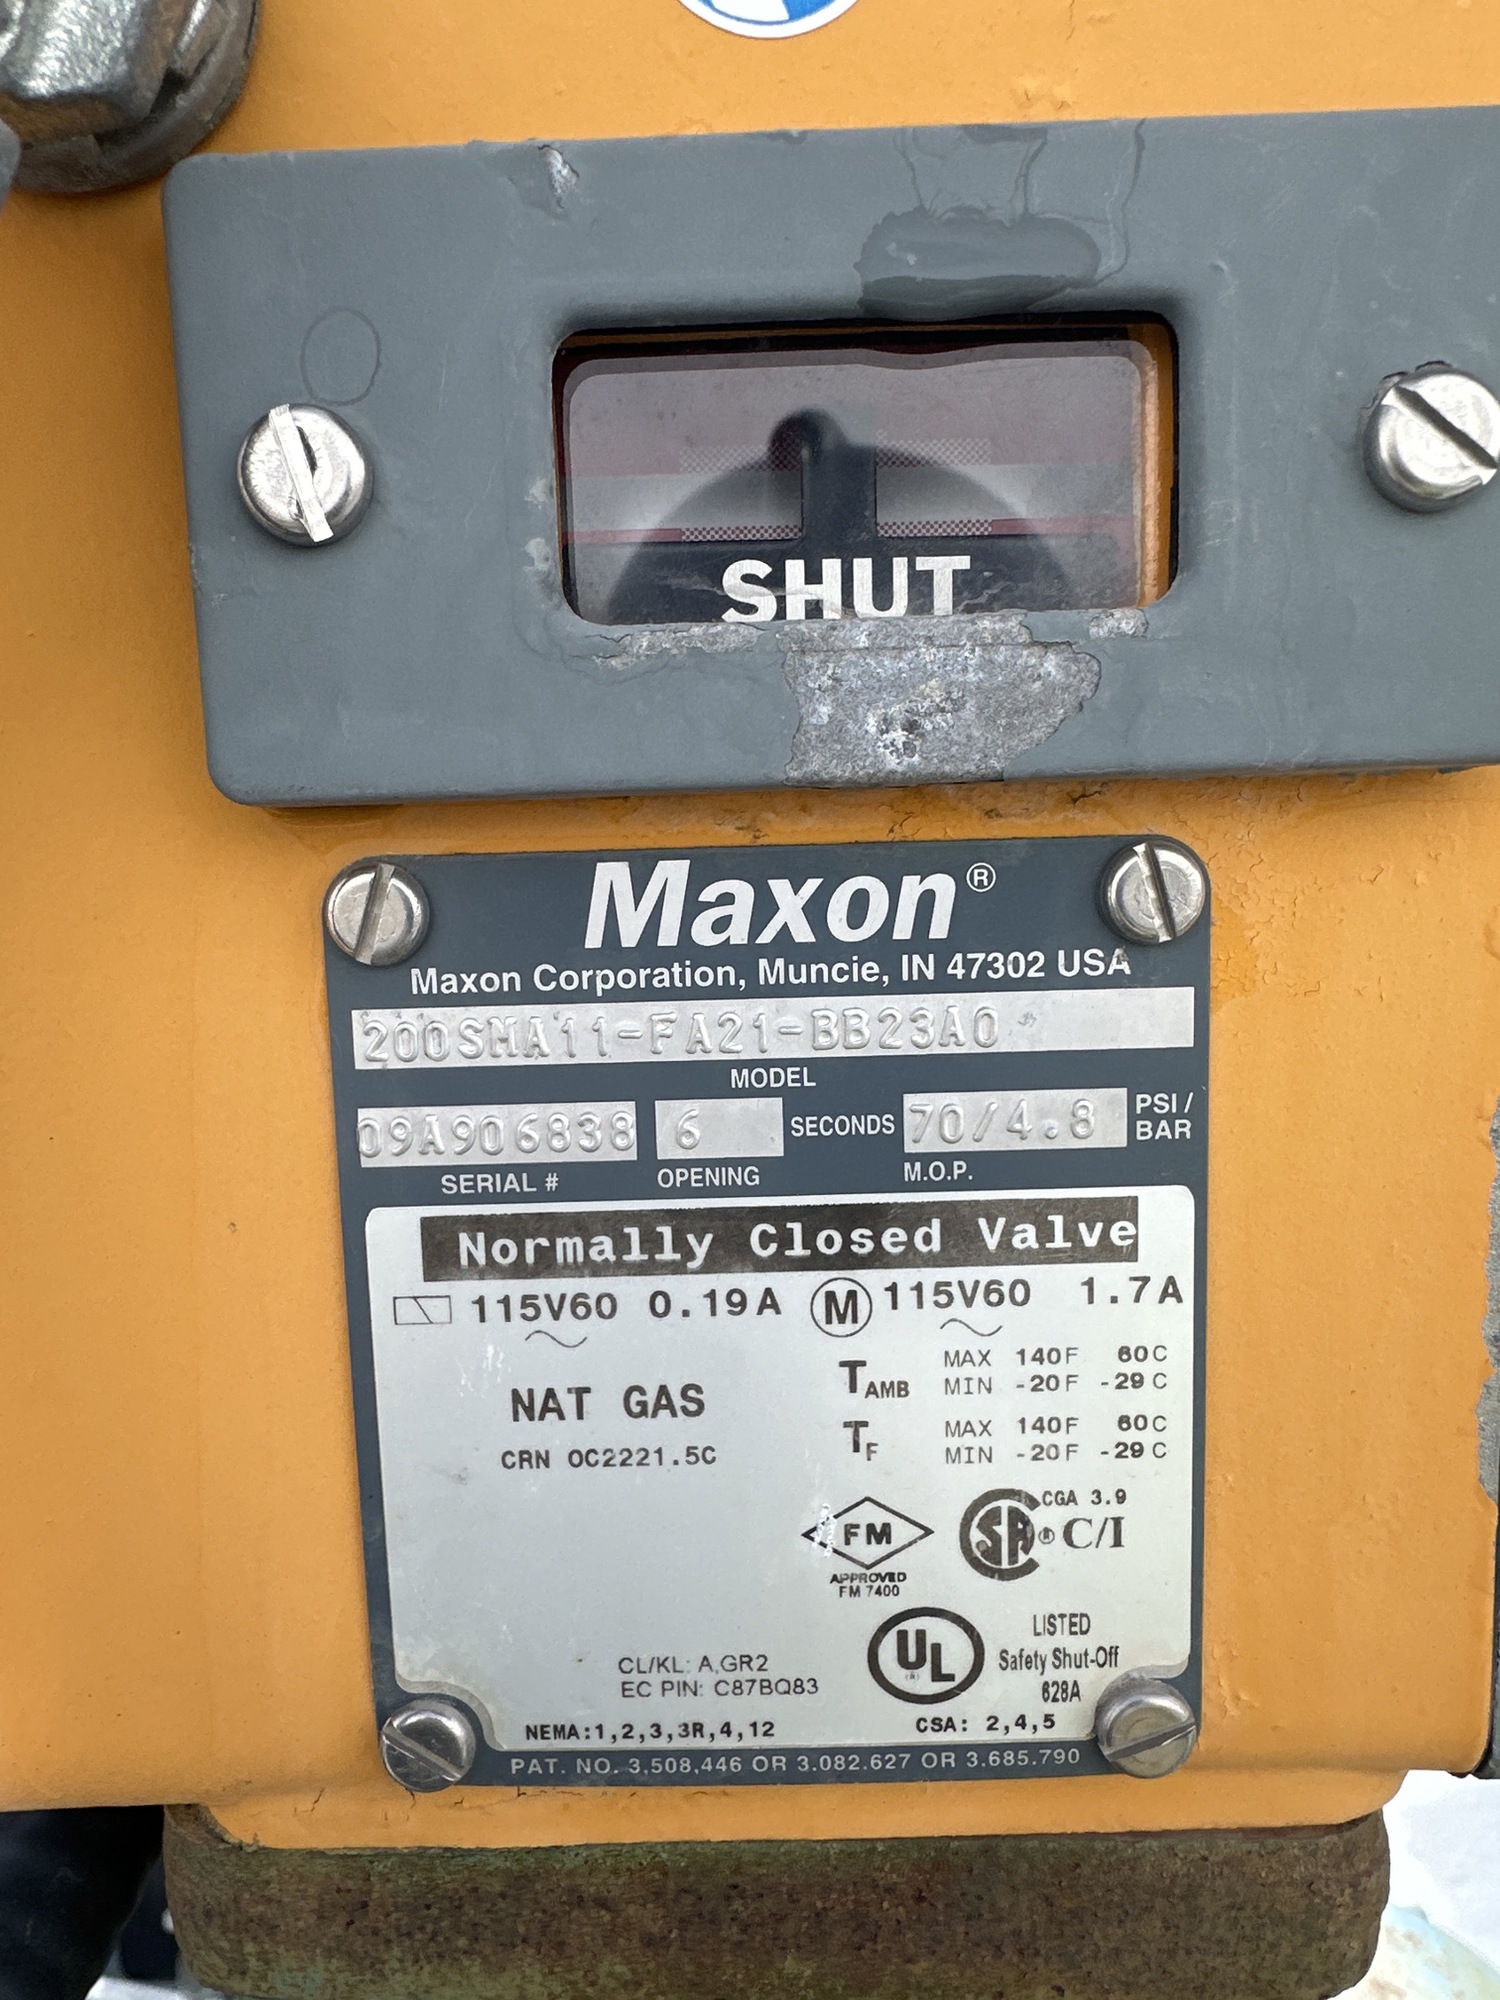 SHUT
Maxon®
Maxon Corporation, Muncie, IN 47302 USA
200SMA11-FA21-BB23A0
MODEL
09A906838 6 SECONDS 70/4.8 PSI/BAR
SERIAL # OPENING M.O.P.
Normally Closed Valve
115V60 0.19A M 115V60 1.7A
NAT GAS
CRN 0C2221.5C
TAMB MAX 140F 60C
MIN -20F -29C
TF MAX 140F 60C
MIN -20F -29C
FM
APPROVED
FM 7400
CGA 3.9
SA ® C/I
UL
LISTED
Safety Shut-Off
628A
CL/KL: A,GR2
EC PIN: C87BQ83
NEMA:1,2,3,3R,4,12 CSA: 2,4,5
PAT. NO. 3,508,446 OR 3.082.627 OR 3.685.790